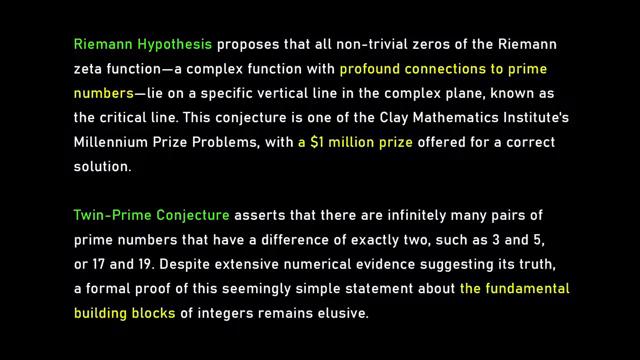 Riemann Hypothesis proposes that all non-trivial zeros of the Riemann
zeta function—a complex function with profound connections to prime
numbers—lie on a specific vertical line in the complex plane, known as
the critical line. This conjecture is one of the Clay Mathematics Institute's
Millennium Prize Problems, with a $1 million prize offered for a correct
solution.
Twin-Prime Conjecture asserts that there are infinitely many pairs of
prime numbers that have a difference of exactly two, such as 3 and 5,
or 17 and 19. Despite extensive numerical evidence suggesting its truth,
a formal proof of this seemingly simple statement about the fundamental
building blocks of integers remains elusive.